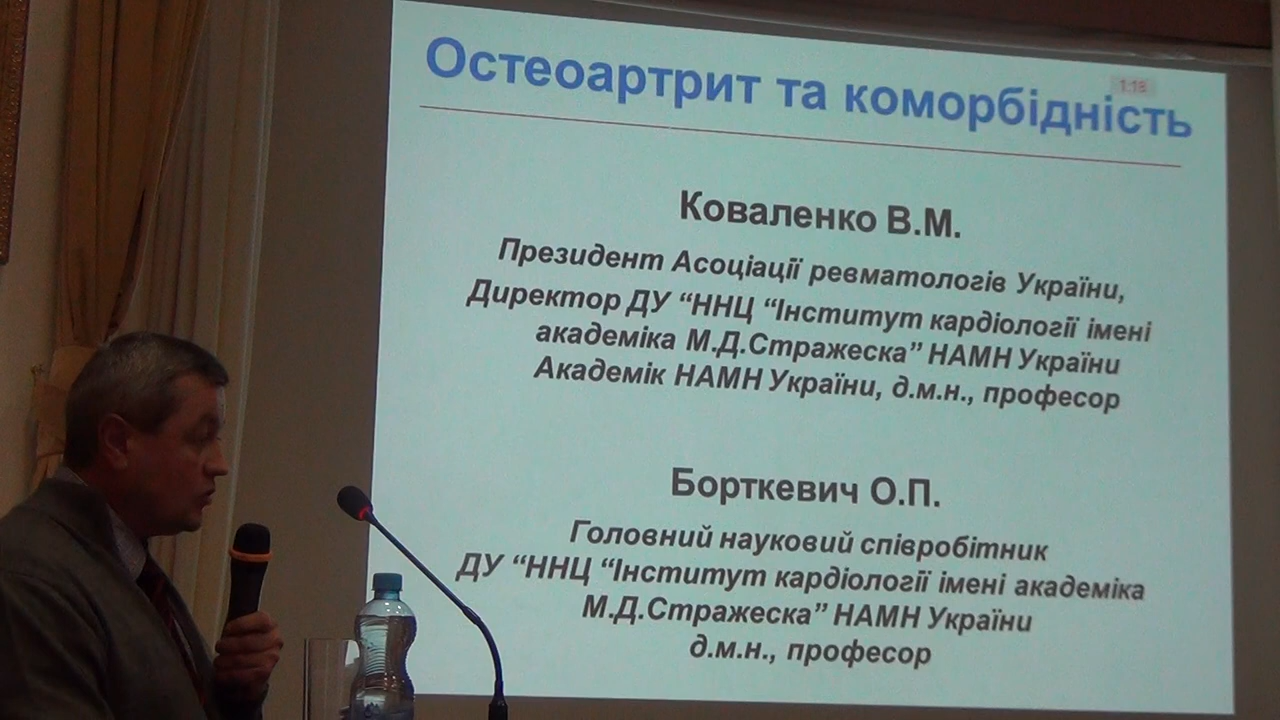 Остеоартрит та коморбідність
1:18
Коваленко В.М.
Президент Асоціації ревматологів України,
Директор ДУ “ННЦ “Інститут кардіології імені
академіка М.Д.Стражеска” НАМН України
Академік НАМН України, д.м.н., професор
Борткевич О.П.
Головний науковий співробітник
ДУ “ННЦ “Інститут кардіології імені академіка
М.Д.Стражеска” НАМН України
д.м.н., професор